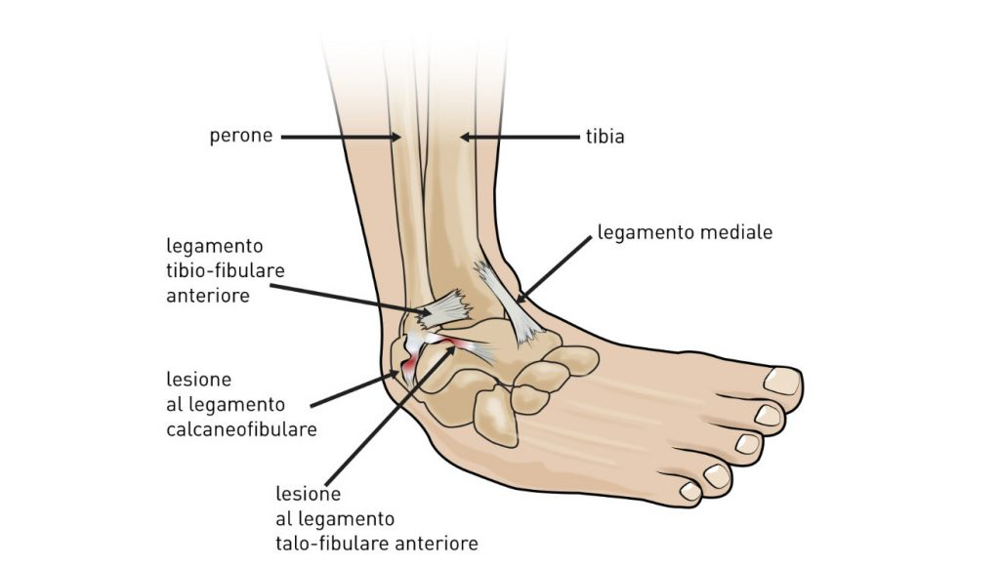 perone
tibia
legamento mediale
legamento
tibio-fibulare
anteriore
lesione
al legamento
calcaneofibulare
lesione
al legamento
talo-fibulare anteriore